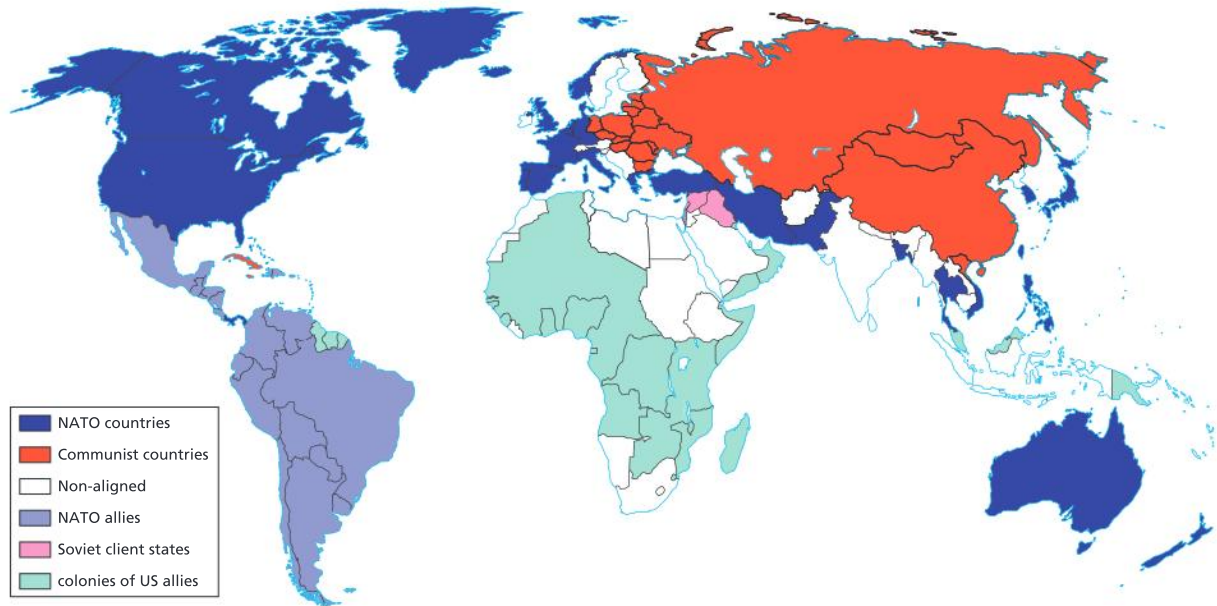 NATO countries
Communist countries
Non-aligned
NATO allies
Soviet client states
colonies of US allies